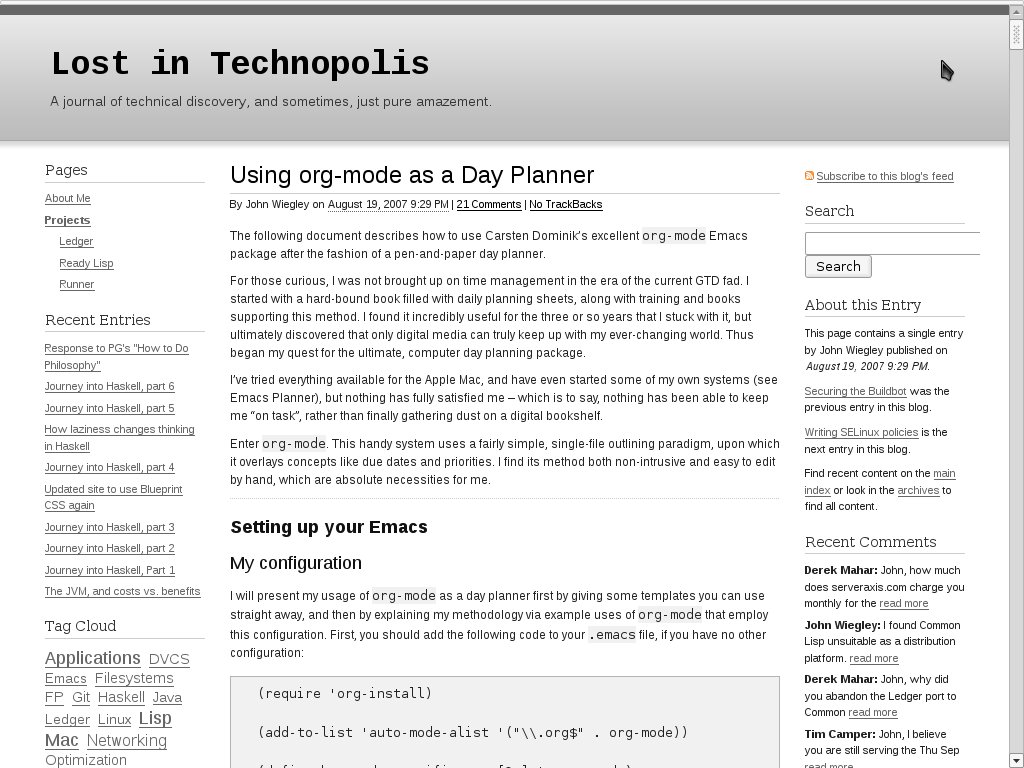 Lost in Technopolis
A journal of technical discovery, and sometimes, just pure amazement.
Pages
About Me
Projects
Ledger
Ready Lisp
Runner
Recent Entries
Response to PG's "How to Do
Philosophy"
Journey into Haskell, part 6
Journey into Haskell, part 5
How laziness changes thinking
in Haskell
Journey into Haskell, part 4
Updated site to use Blueprint
CSS again
Journey into Haskell, part 3
Journey into Haskell, part 2
Journey into Haskell, Part 1
The JVM, and costs vs. benefits
Tag Cloud
Applications DVCS
Emacs Filesystems
FP Git Haskell Java
Ledger Linux Lisp
Mac Networking
Optimization
Using org-mode as a Day Planner
By John Wiegley on August 19, 2007 9:29 PM | 21 Comments | No TrackBacks
The following document describes how to use Carsten Dominik’s excellent org-mode Emacs
package after the fashion of a pen-and-paper day planner.
For those curious, I was not brought up on time management in the era of the current GTD fad. I
started with a hard-bound book filled with daily planning sheets, along with training and books
supporting this method. I found it incredibly useful for the three or so years that I stuck with it, but
ultimately discovered that only digital media can truly keep up with my ever-changing world. Thus
began my quest for the ultimate, computer day planning package.
I’ve tried everything available for the Apple Mac, and have even started some of my own systems (see
Emacs Planner), but nothing has fully satisfied me – which is to say, nothing has been able to keep
me “on task”, rather than finally gathering dust on a digital bookshelf.
Enter org-mode. This handy system uses a fairly simple, single-file outlining paradigm, upon which
it overlays concepts like due dates and priorities. I find its method both non-intrusive and easy to edit
by hand, which are absolute necessities for me.
Setting up your Emacs
My configuration
I will present my usage of org-mode as a day planner first by giving some templates you can use
straight away, and then by explaining my methodology via example uses of org-mode that employ
this configuration. First, you should add the following code to your .emacs file, if you have no other
configuration:
(require 'org-install)
(add-to-list 'auto-mode-alist '("\\.org$" . org-mode))
Subscribe to this blog's feed
Search
Search
About this Entry
This page contains a single entry
by John Wiegley published on
August 19, 2007 9:29 PM.
Securing the Buildbot was the
previous entry in this blog.
Writing SELinux policies is the
next entry in this blog.
Find recent content on the main
index or look in the archives to
find all content.
Recent Comments
Derek Mahar: John, how much
does serveraxis.com charge you
monthly for the read more
John Wiegley: I found Common
Lisp unsuitable as a distribution
platform. read more
Derek Mahar: John, why did
you abandon the Ledger port to
Common read more
Tim Camper: John, I believe
you are still serving the Thu Sep
read more